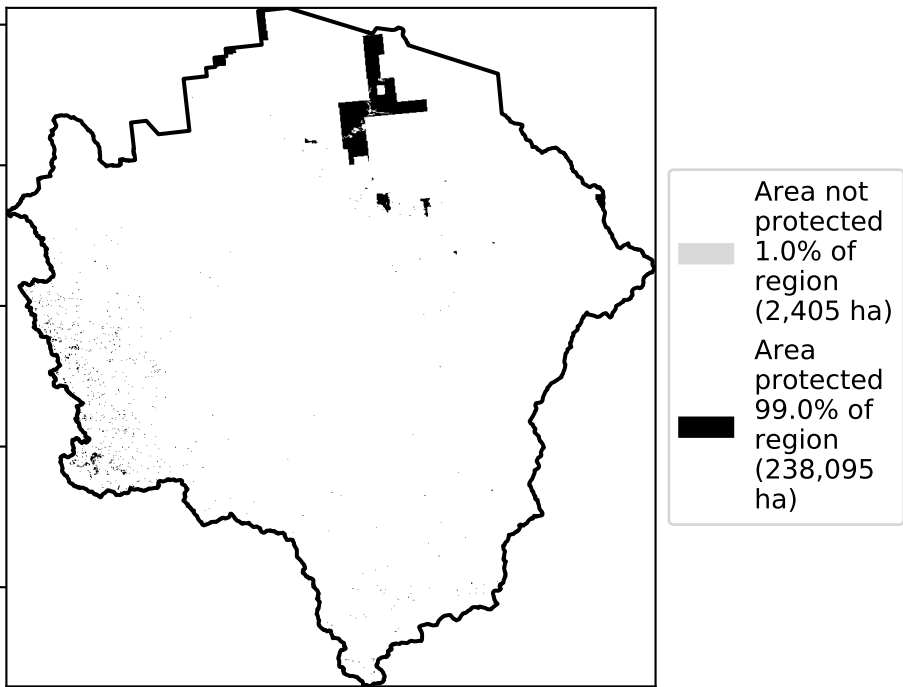 Area not
protected
1.0% of
region
(2,405 ha)
Area
protected
99.0% of
region
(238,095
ha)